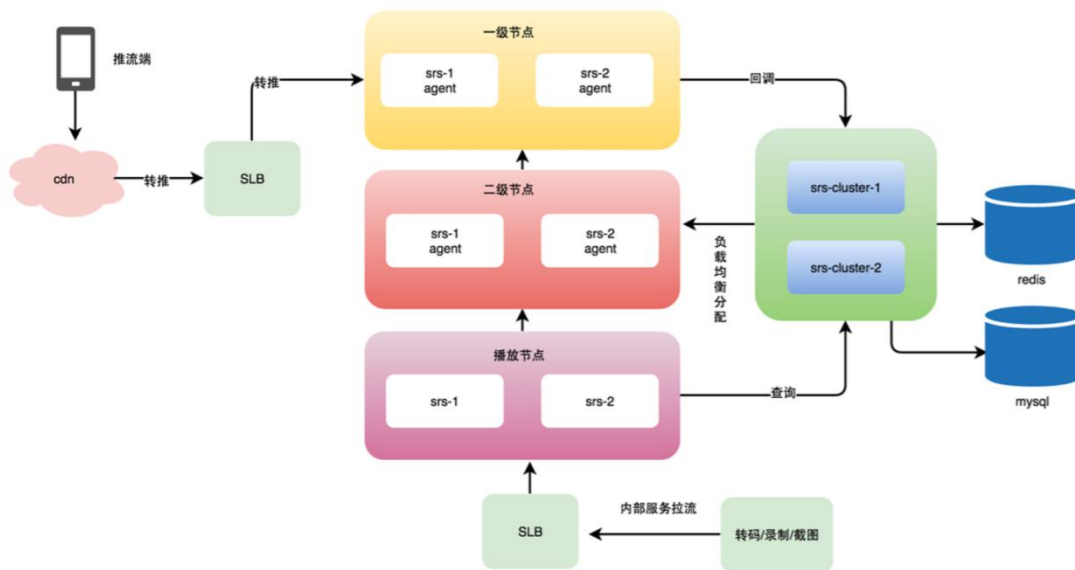 推流端
cdn
转推
SLB
转推
一级节点
srs-1
agent
srs-2
agent
回调
二级节点
srs-1
agent
srs-2
agent
负载均衡分配
srs-cluster-1
srs-cluster-2
redis
mysql
播放节点
srs-1
srs-2
查询
SLB
内部服务拉流
转码/录制/截图